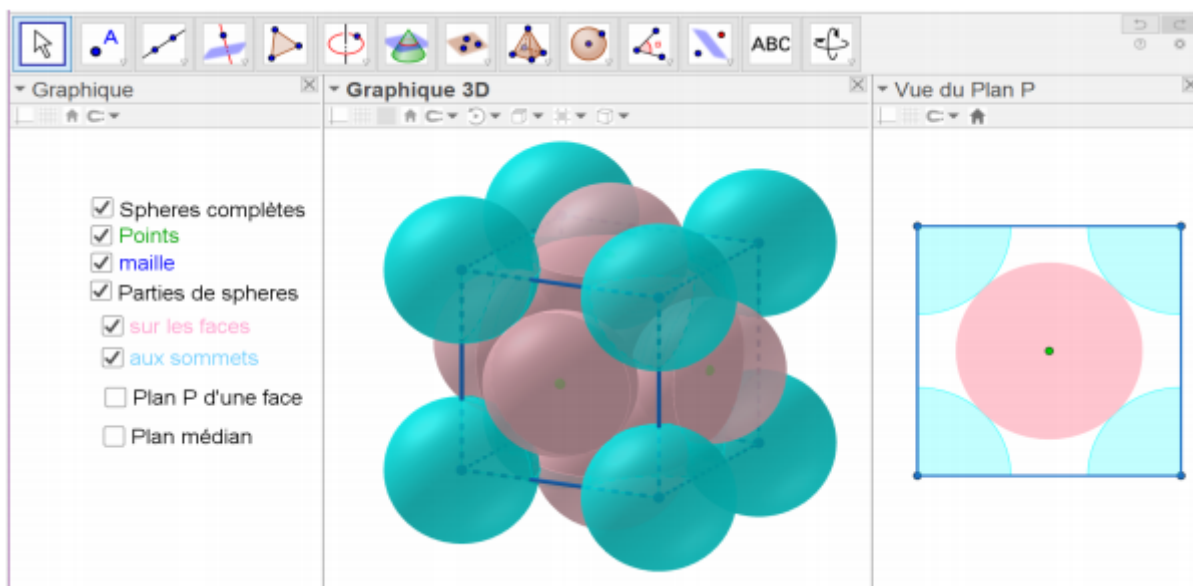 A
ABC
Graphique
Graphique 3D
Vue du Plan P
Spheres complètes
Points
maille
Parties de spheres
sur les faces
aux sommets
Plan P d'une face
Plan médian